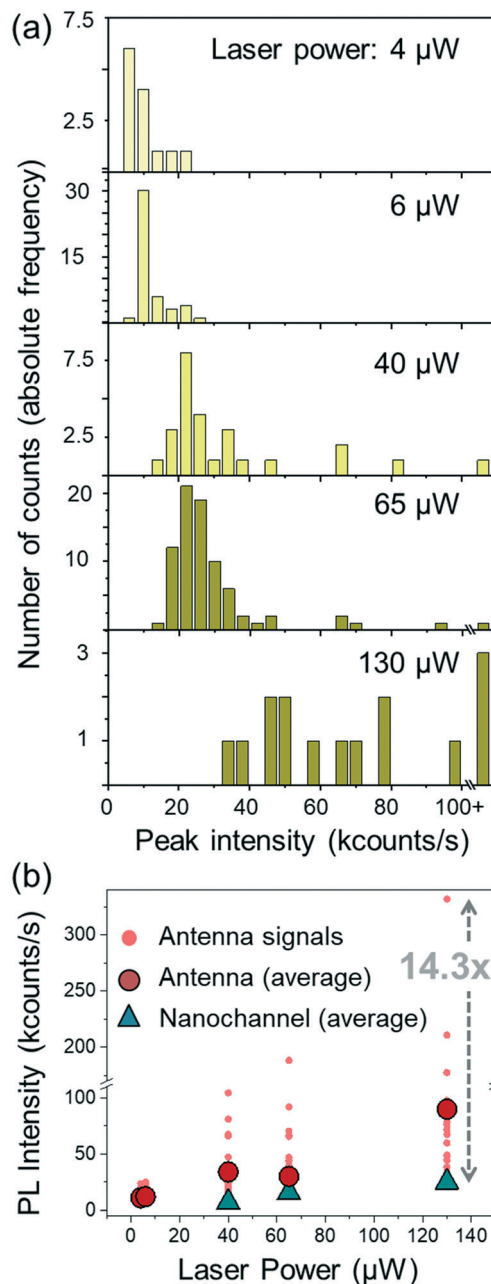 (a)
7.5
Laser power: 4 µW
5
2.5
30
6 µW
15
7.5
40 µW
5
2.5
20
65 µW
10
3
130 µW
2
1
0 20 40 60 80 100+
Number of counts (absolute frequency)
Peak intensity (kcounts/s)
(b)
300
250
200
100
50
0
Antenna signals
Antenna (average)
Nanochannel (average)
14.3x
PL Intensity (kcounts/s)
0 20 40 60 80 100 120 140
Laser Power (µW)